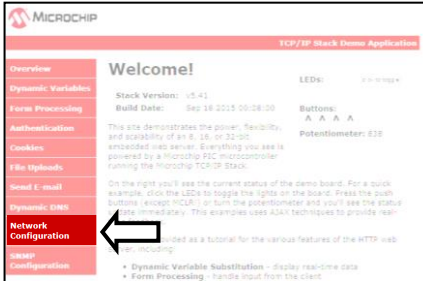 MICROCHIP
TCP/IP Stack Demo Application
Overview
Dynamic Variables
Form Processing
Authentication
Cookies
File Uploads
Send E-mail
Dynamic DNS
Network
Configuration
SNMP
Configuration
Welcome!
Stack Version: v5.41
Build Date: Sep 18 2015 00:08:00
This site demonstrates the power, flexibility,
and scalability of an 8, 16, or 32-bit
embedded web server. Everything you see is
powered by a Microchip PIC microcontroller
running the Microchip TCP/IP Stack.
LEDs:
Buttons:
Λ Λ Λ Λ
Potentiometer: 838
On the right you'll see the current status of the demo board. For a quick
example, click the LEDs to toggle the lights on the board. Press the push
buttons (except MCLR!) or turn the potentiometer and you'll see the status
update immediately. This examples uses AJAX techniques to provide real-
provided as a tutorial for the various features of the HTTP web
server, including:
• Dynamic Variable Substitution - display real-time data
• Form Processing - handle input from the client